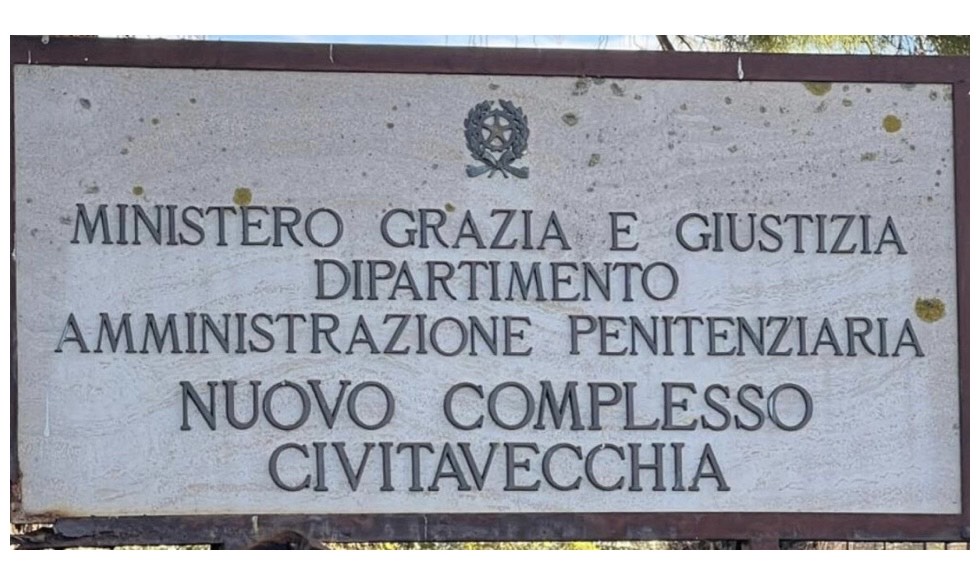 MINISTERO GRAZIA E GIUSTIZIA
DIPARTIMENTO
AMMINISTRAZIONE PENITENZIARIA
NUOVO COMPLESSO
CIVITAVECCHIA